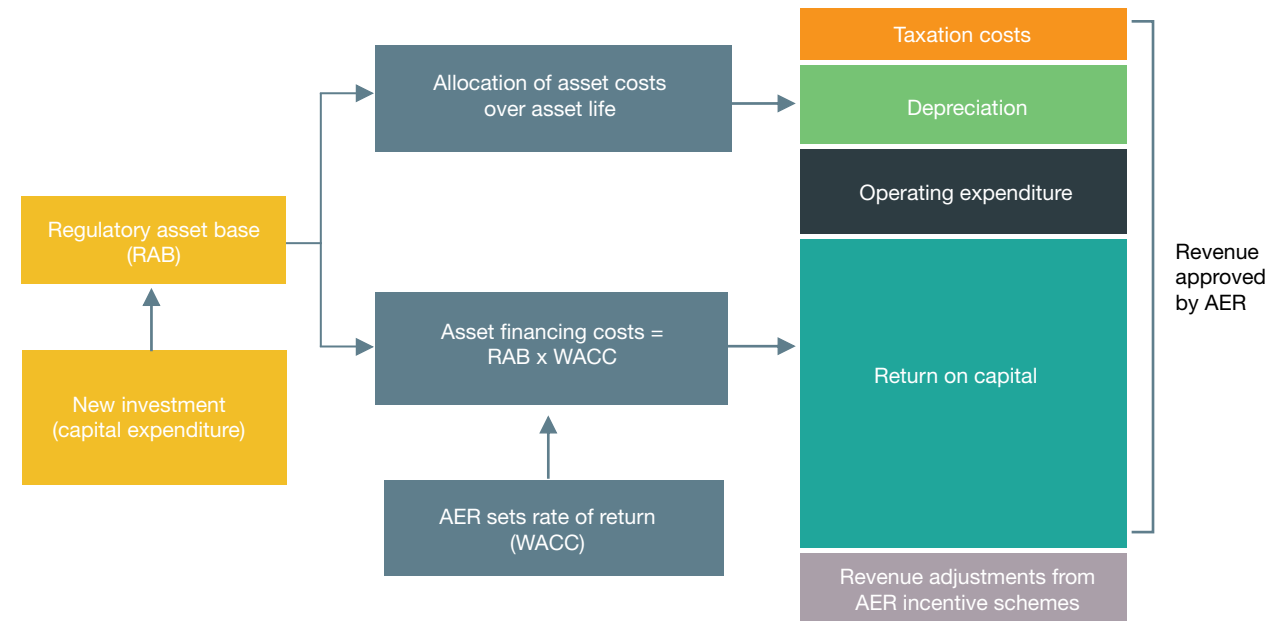 Regulatory asset base
(RAB)
New investment
(capital expenditure)
Allocation of asset costs
over asset life
Asset financing costs =
RAB x WACC
AER sets rate of return
(WACC)
Taxation costs
Depreciation
Operating expenditure
Return on capital
Revenue adjustments from
AER incentive schemes
Revenue
approved
by AER